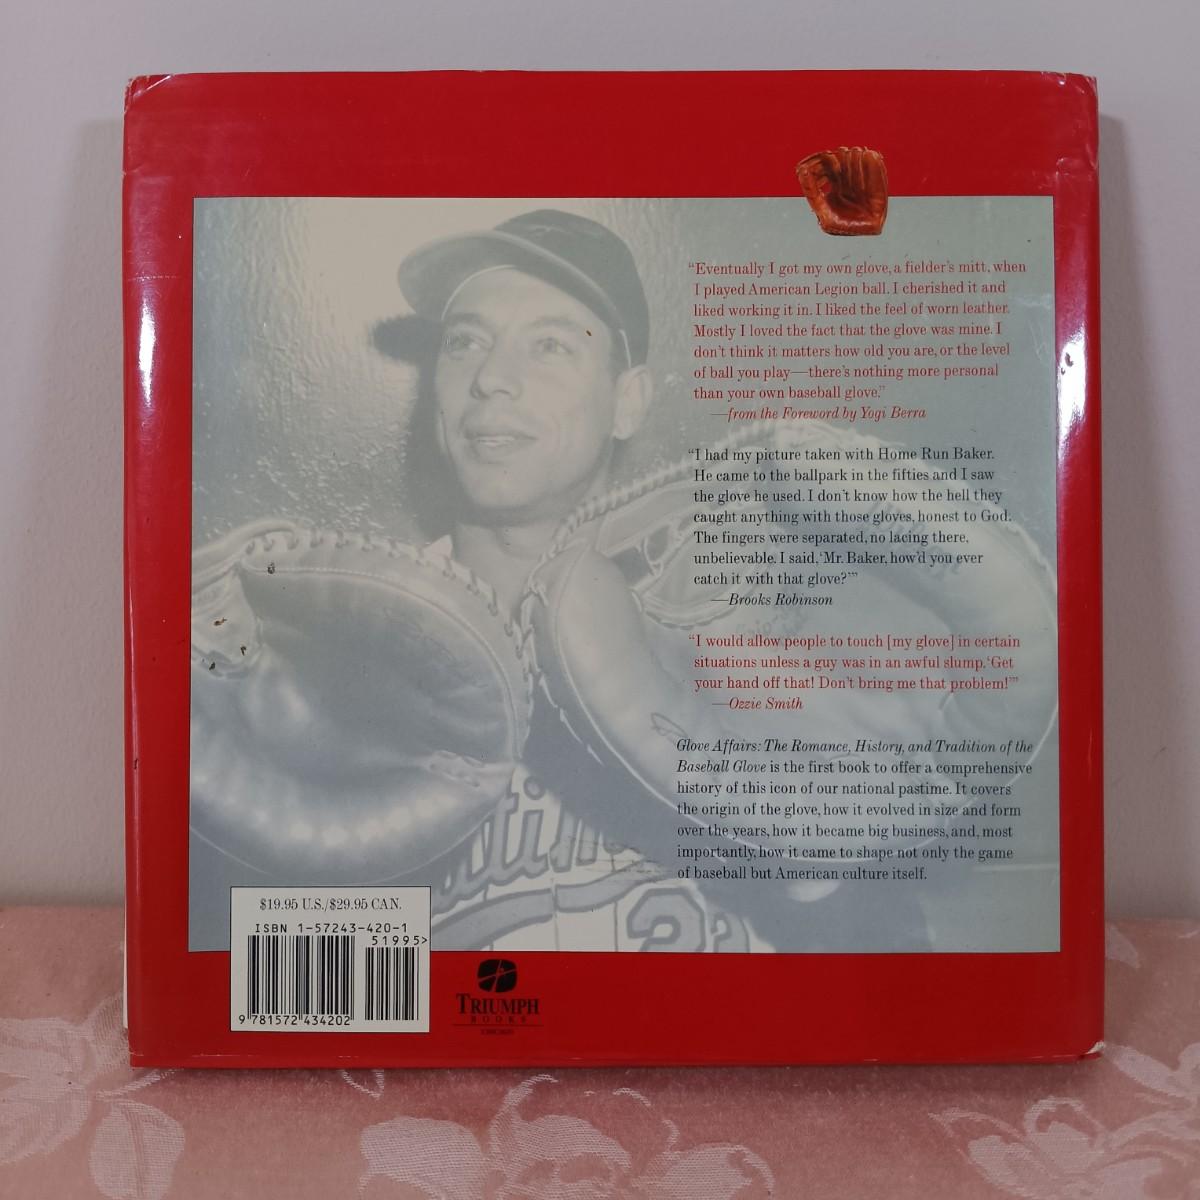 “Eventually I got my own glove, a fielder's mitt, when
I played American Legion ball. I cherished it and
liked working it in. I liked the feel of worn leather.
Mostly I loved the fact that the glove was mine. I
don't think it matters how old you are, or the level
of ball you play—there's nothing more personal
than your own baseball glove.”
—from the Foreword by Yogi Berra
“I had my picture taken with Home Run Baker.
He came to the ballpark in the fifties and I saw
the glove he used. I don't know how the hell they
caught anything with those gloves, honest to God.
The fingers were separated, no lacing there,
unbelievable. I said, ‘Mr. Baker, how'd you ever
catch it with that glove?’”
—Brooks Robinson
“I would allow people to touch [my glove] in certain
situations unless a guy was in an awful slump. ‘Get
your hand off that! Don't bring me that problem!’”
—Ozzie Smith
Glove Affairs: The Romance, History, and Tradition of the
Baseball Glove is the first book to offer a comprehensive
history of this icon of our national pastime. It covers
the origin of the glove, how it evolved in size and form
over the years, how it became big business, and, most
importantly, how it came to shape not only the game
of baseball but American culture itself.
$19.95 U.S./$29.95 CAN.
ISBN 1-57243-420-1
51995>
9 781572 434202
TRIUMPH
BOOKS
CHICAGO